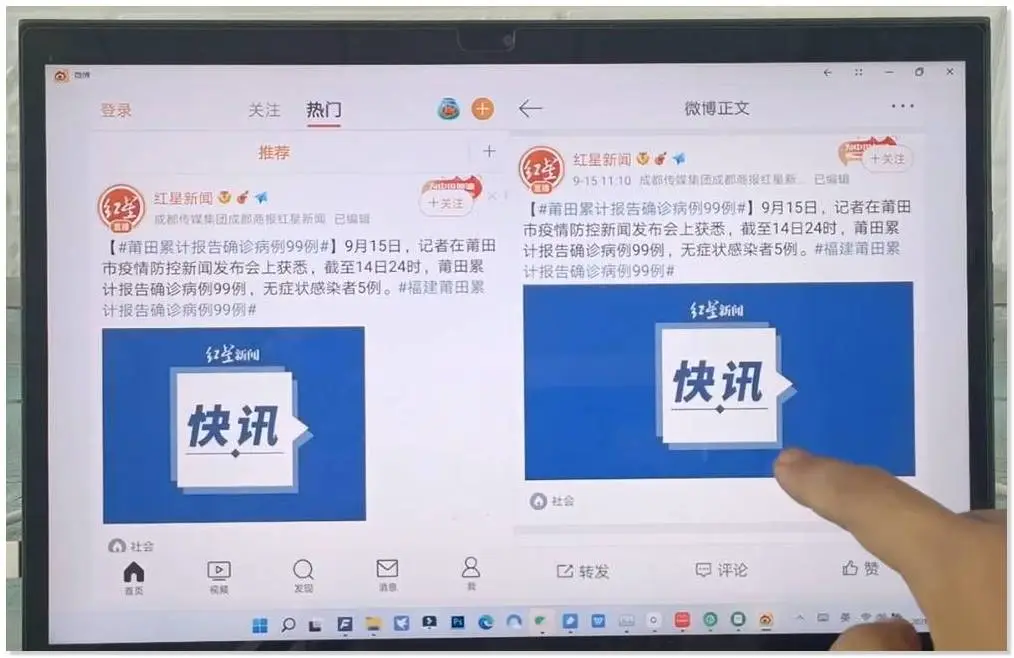 微博
登录 关注 热门
推荐
红星新闻
成都传媒集团成都商报红星新闻 已编辑
+关注
红星
直播
【#莆田累计报告确诊病例99例#】9月15日，记者在莆田
市疫情防控新闻发布会上获悉，截至14日24时，莆田累
计报告确诊病例99例，无症状感染者5例。#福建莆田累
计报告确诊病例99例#
红星新闻
快讯
社会
首页 视频 发现 消息 我
微博正文
红星新闻
9-15 11:10 成都传媒集团成都商报红星新... 已编辑
+关注
红星
直播
【#莆田累计报告确诊病例99例#】9月15日，记者在莆田
市疫情防控新闻发布会上获悉，截至14日24时，莆田累
计报告确诊病例99例，无症状感染者5例。#福建莆田累
计报告确诊病例99例#
红星新闻
快讯
社会
转发 评论 赞
英